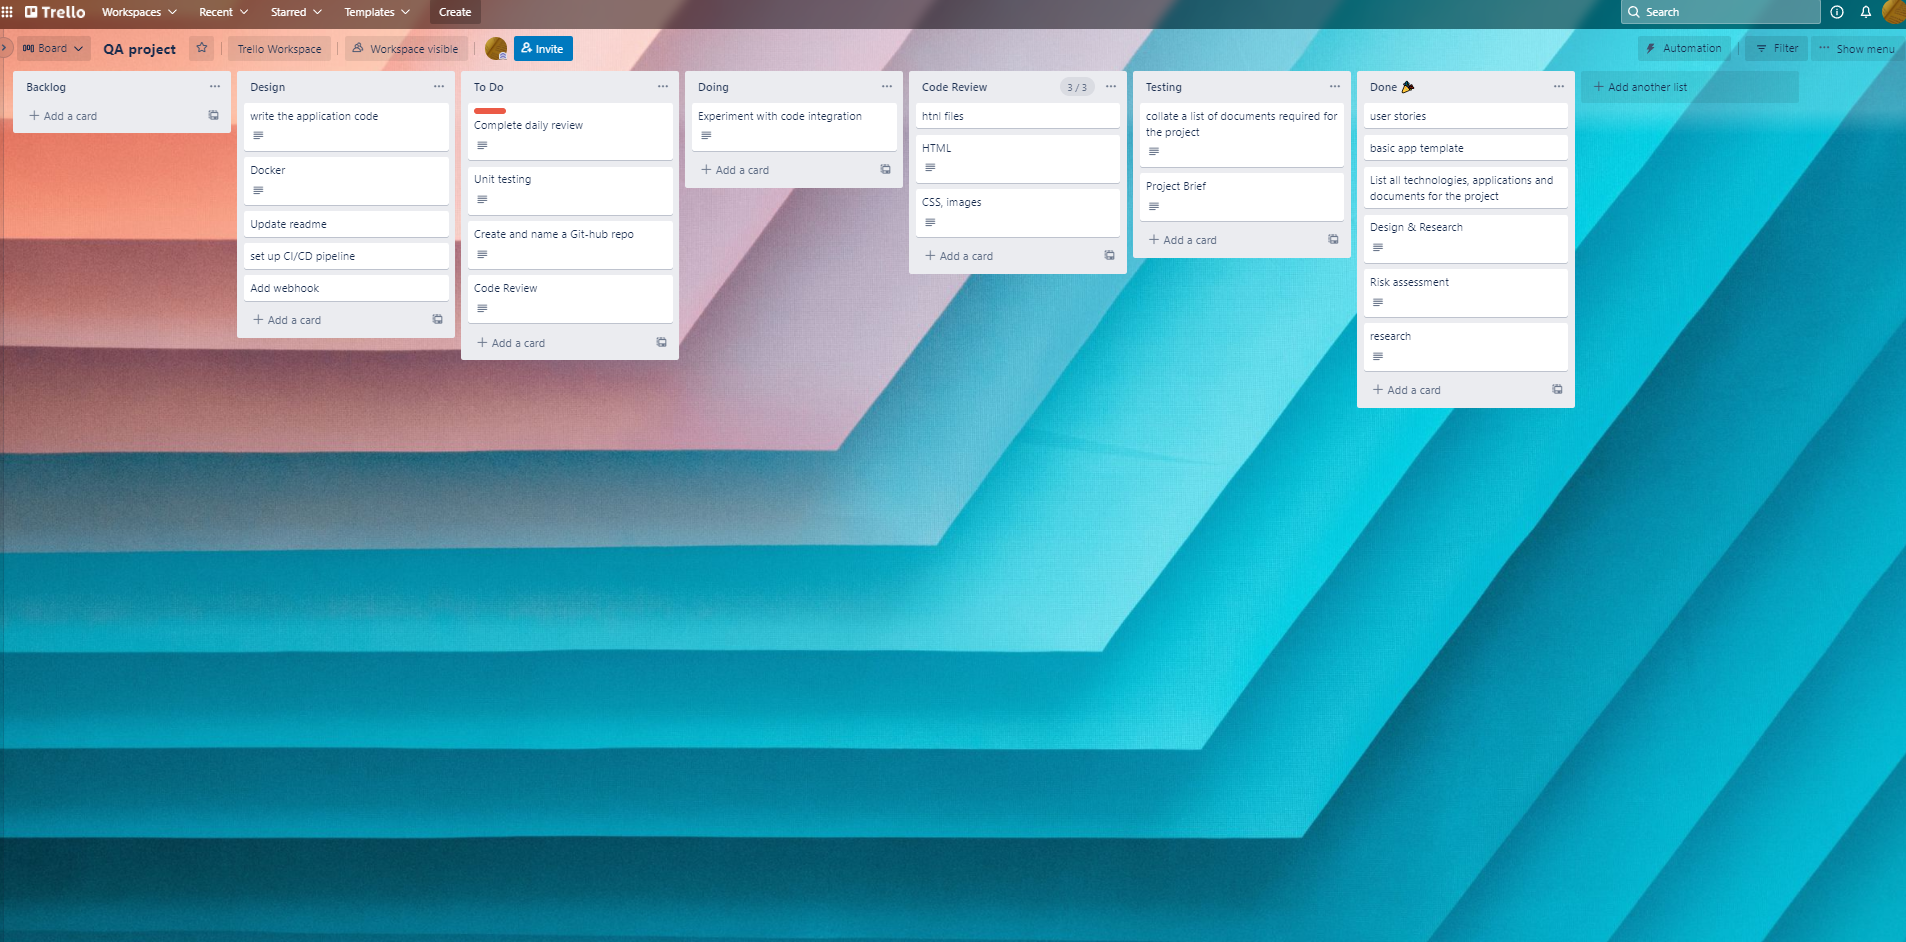 Trello
Workspaces
Recent
Starred
Templates
Create
Search
Board
QA project
Trello Workspace
Workspace visible
Invite
Automation
Filter
Show menu
Backlog
Add a card
Design
write the application code
Docker
Update readme
set up CI/CD pipeline
Add webhook
Add a card
To Do
Complete daily review
Unit testing
Create and name a Git-hub repo
Code Review
Add a card
Doing
Experiment with code integration
Add a card
Code Review
3 / 3
htnl files
HTML
CSS, images
Add a card
Testing
collate a list of documents required for
the project
Project Brief
Add a card
Done
user stories
basic app template
List all technologies, applications and
documents for the project
Design & Research
Risk assessment
research
Add a card
Add another list